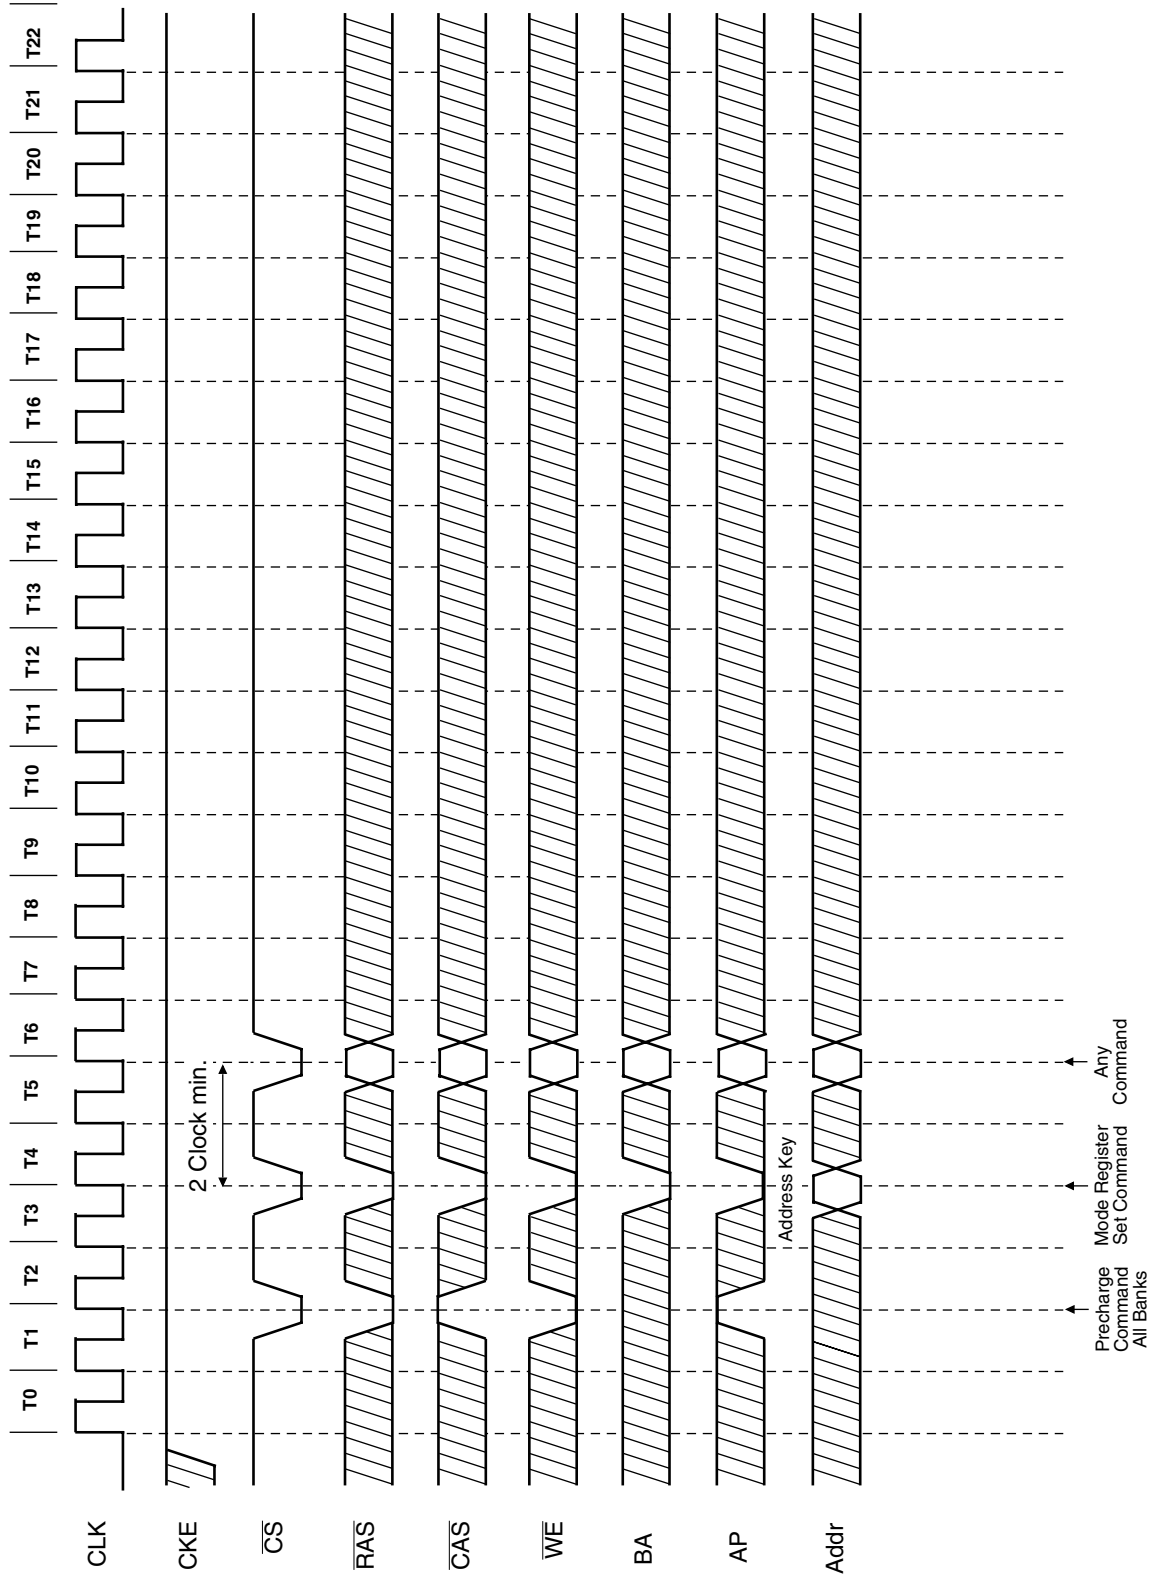 T0
T1
T2
T3
T4
T5
T6
T7
T8
T9
T10
T11
T12
T13
T14
T15
T16
T17
T18
T19
T20
T21
T22
CLK
CKE
2 Clock min.
CS
RAS
CAS
WE
BA
AP
Address Key
Addr
Precharge
Command
All Banks
Mode Register
Set Command
Any
Command